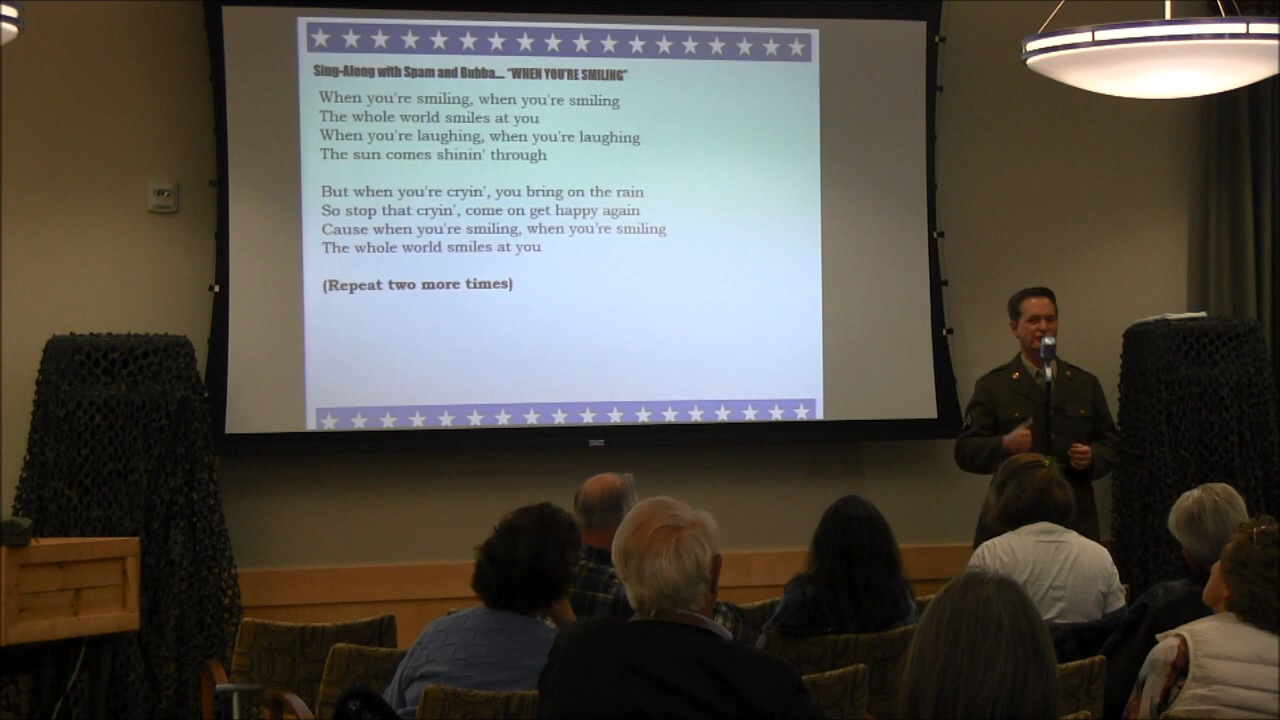 Sing-Along with Spam and Bubba.... "WHEN YOU'RE SMILING"
When you're smiling, when you're smiling
The whole world smiles at you
When you're laughing, when you're laughing
The sun comes shinin' through
But when you're cryin', you bring on the rain
So stop that cryin', come on get happy again
Cause when you're smiling, when you're smiling
The whole world smiles at you
(Repeat two more times)